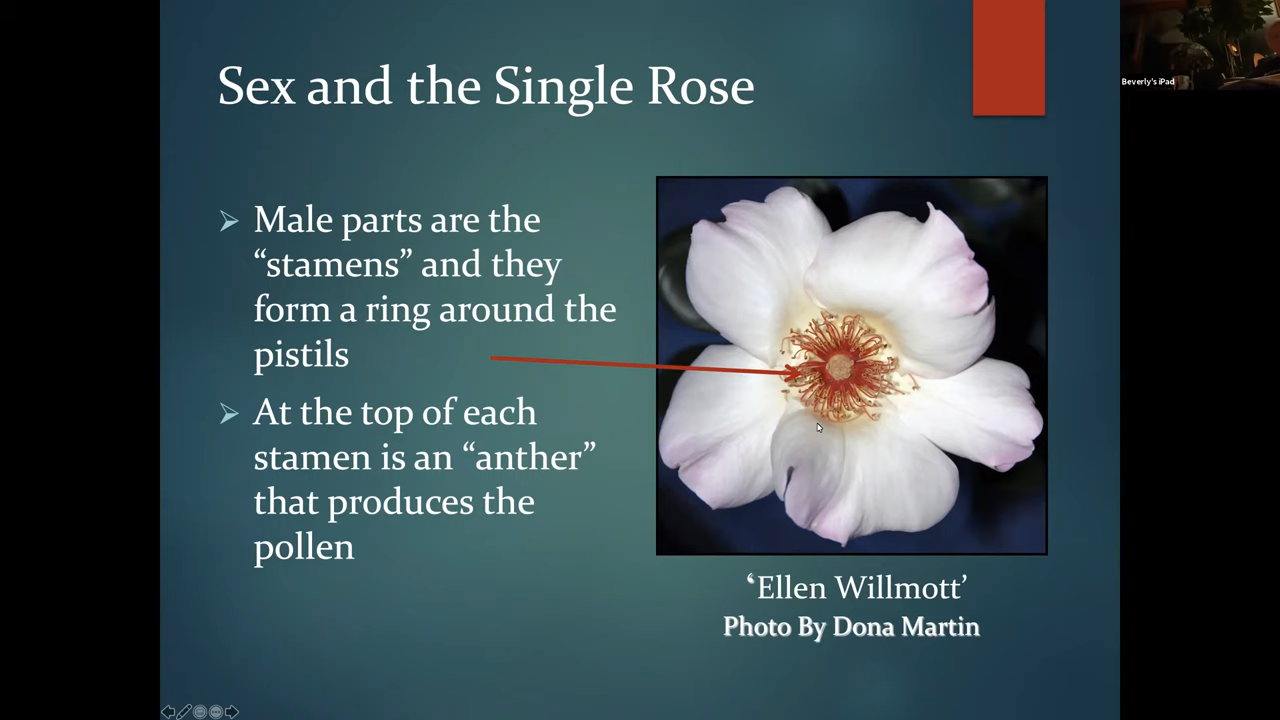 Sex and the Single Rose
Beverly's iPad
Male parts are the
“stamens” and they
form a ring around the
pistils
At the top of each
stamen is an “anther”
that produces the
pollen
‘Ellen Willmott’
Photo By Dona Martin